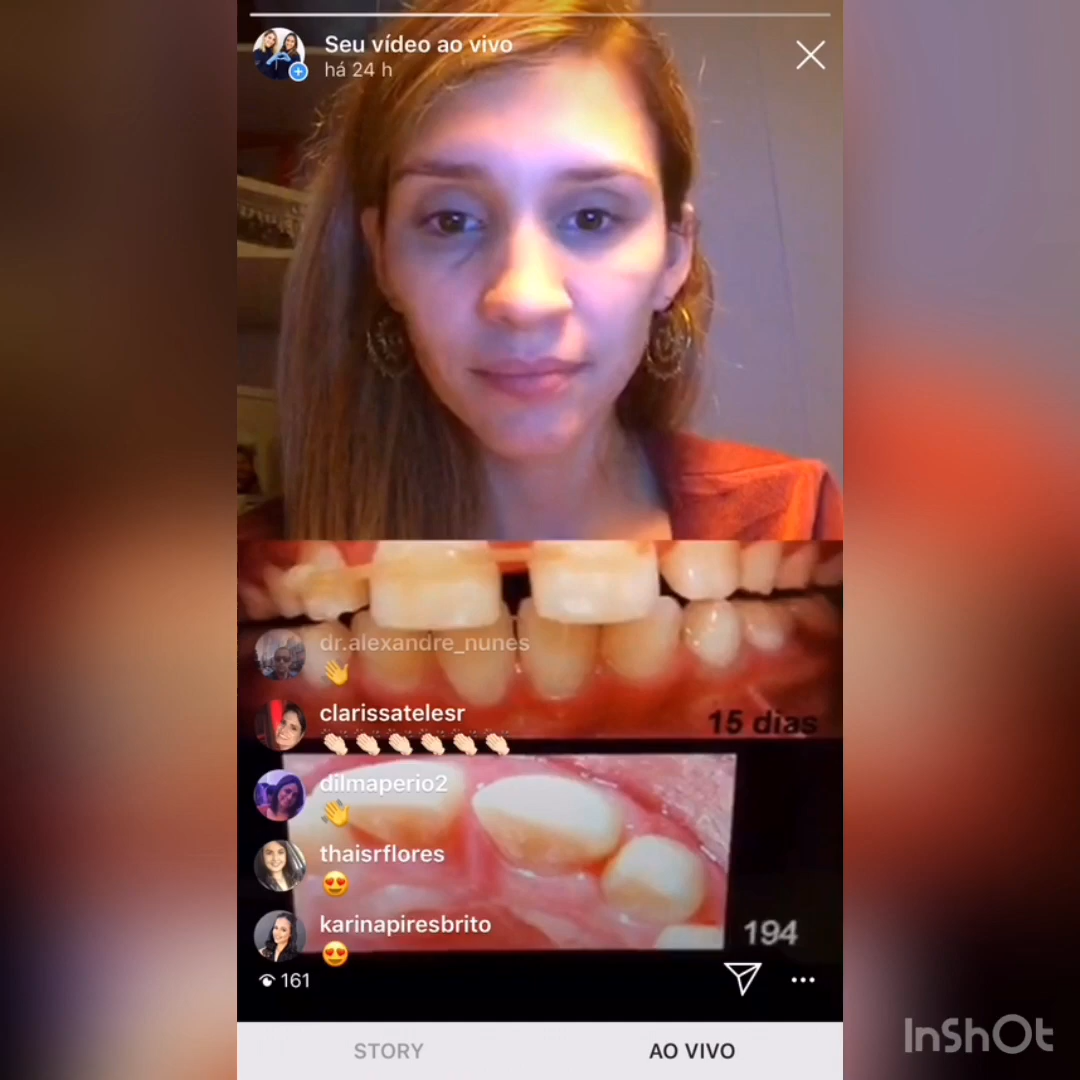 Seu vídeo ao vivo
há 24 h
dr.alexandre_nunes
clarissatelesr
15 dias
dilmaperio2
thaisrflores
karinapiresbrito
194
161
STORY
AO VIVO
InShOt